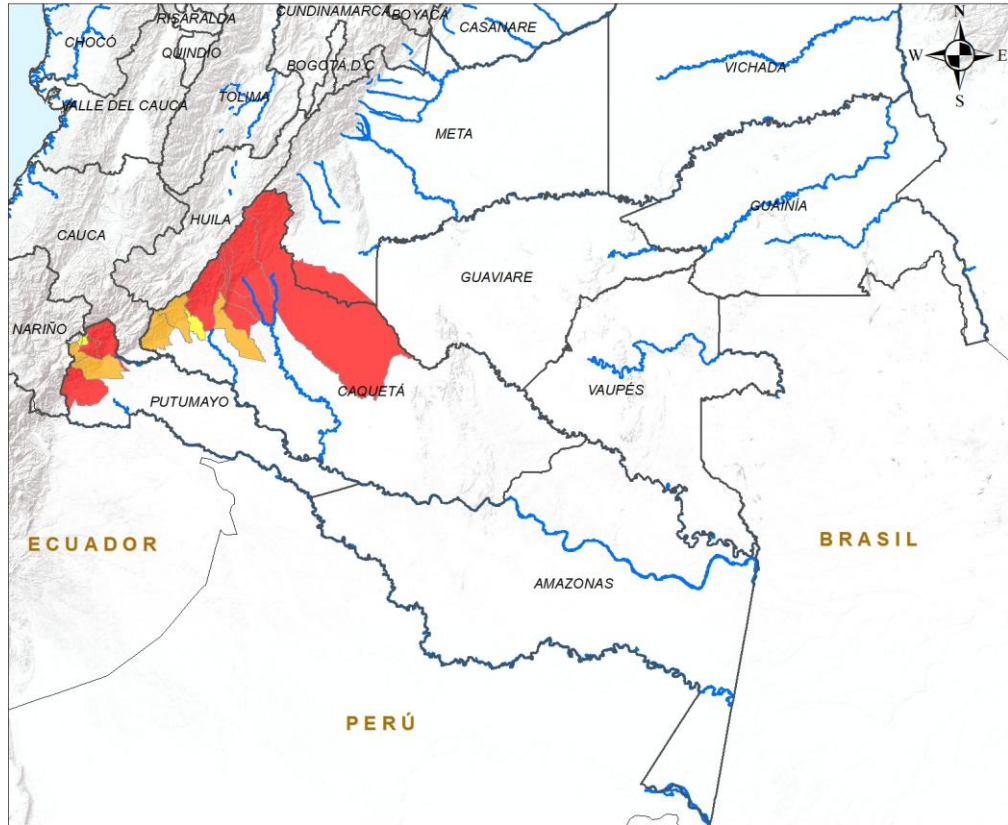 CUNDINAMARCA
BOYACÁ
RISARALDA
CASANARE
N
CHOCÓ
QUINDÍO
W
E
BOGOTÁ D.C
VICHADA
S
VALLE DEL CAUCA
TOLIMA
META
HUILA
GUAINÍA
CAUCA
GUAVIARE
NARIÑO
CAQUETÁ
VAUPÉS
PUTUMAYO
ECUADOR
BRASIL
AMAZONAS
PERÚ